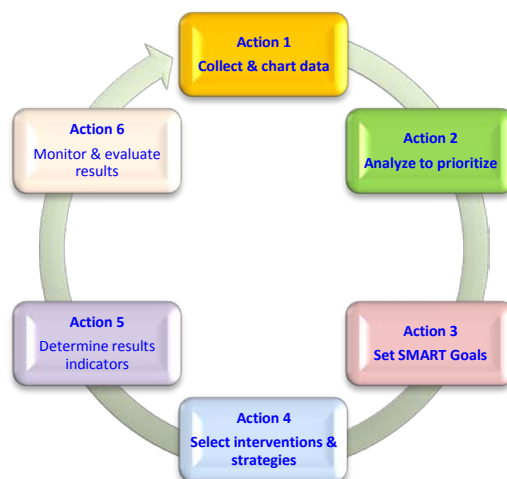 Action 1
Collect & chart data
Action 2
Analyze to prioritize
Action 3
Set SMART Goals
Action 4
Select interventions &
strategies
Action 5
Determine results
indicators
Action 6
Monitor & evaluate
results